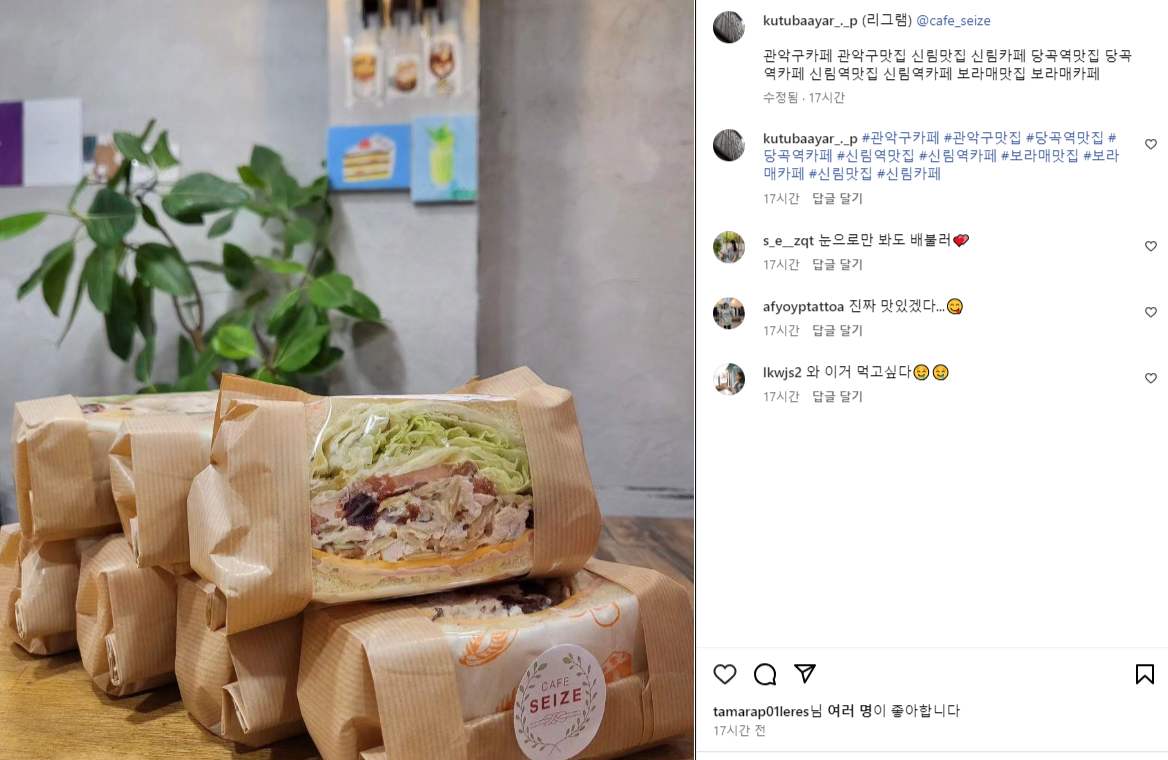 CAFE
SEIZE
kutubaayar_._p (리그램) @cafe_seize
관악구카페 관악구맛집 신림맛집 신림카페 당곡역맛집 당곡
역카페 신림역맛집 신림역카페 보라매맛집 보라매카페
수정됨 · 17시간
kutubaayar_._p #관악구카페 #관악구맛집 #당곡역맛집 #
당곡역카페 #신림역맛집 #신림역카페 #보라매맛집 #보라
매카페 #신림맛집 #신림카페
17시간 답글 달기
s_e__zqt 눈으로만 봐도 배불러💕
17시간 답글 달기
afyoyptattoa 진짜 맛있겠다...😋
17시간 답글 달기
lkwjs2 와 이거 먹고싶다🤤🤤
17시간 답글 달기
tamarap01leres님 여러 명이 좋아합니다
17시간 전